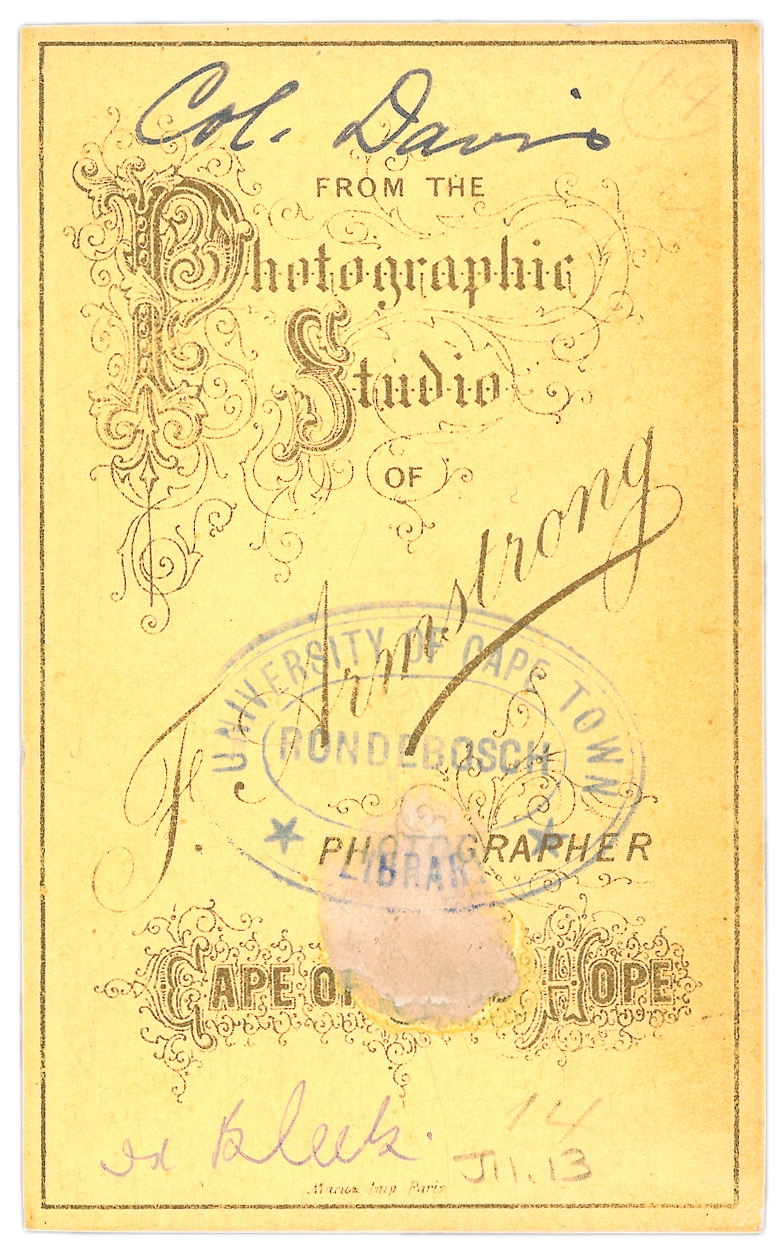 Col. Davis
FROM THE
Photographic
Studio
OF
F. Armstrong
UNIVERSITY OF CAPE TOWN
RONDEBOSCH
LIBRARY
PHOTOGRAPHER
CAPE OF HOPE
Bleek.
14
J11.13
Marion Imp Paris